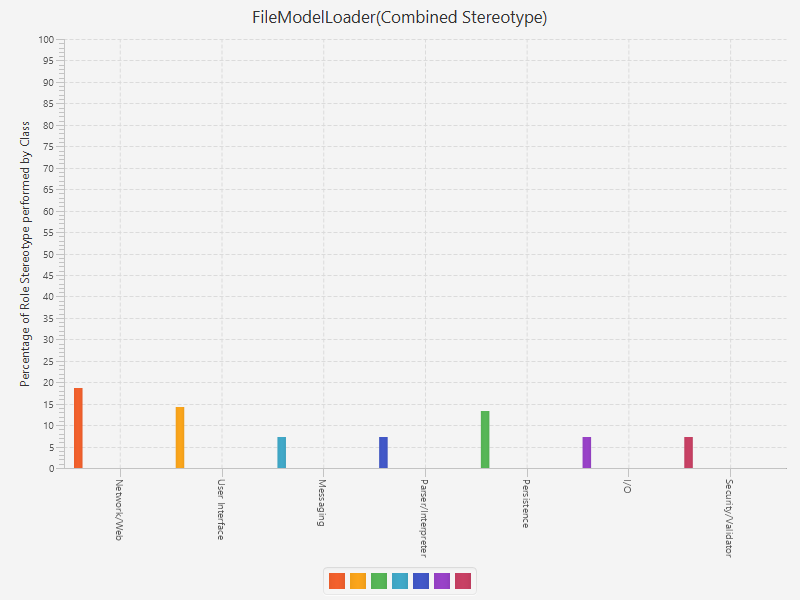 FileModelLoader(Combined Stereotype)
Percentage of Role Stereotype performed by Class
100
95
90
85
80
75
70
65
60
55
50
45
40
35
30
25
20
15
10
5
0
Network/Web
User Interface
Messaging
Parser/Interpreter
Persistence
I/O
Security/Validator